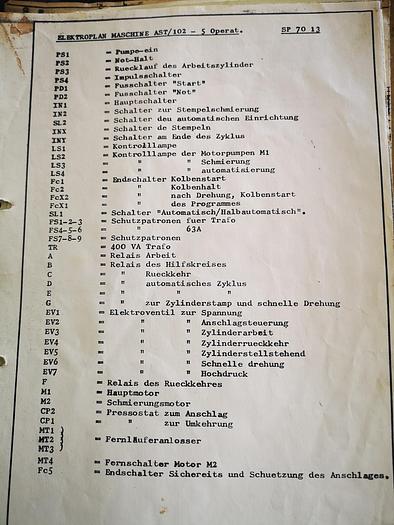 ELEKTROPLAN MASCHINE AST/102 - 5 Operat. SP 70 13
PS1 = Pumpe-ein
PS2 = Not-Halt
PS3 = Ruecklauf des Arbeitszylinder
PS4 = Impulsschalter
PD1 = Fusschalter "Start"
PD2 = Fusschalter "Not"
IN1 = Hauptschalter
IN2 = Schalter zur Stempelschmierung
SL2 = Schalter deu automatischen Einrichtung
INX = Schalter de Stempeln
INY = Schalter am Ende des Zyklus
LS1 = Kontrolllampe
LS2 = Kontrolllampe der Motorpumpen M1
LS3 " " Schmierung
LS4 = " " automatisierung
Fc1 = Endschalter Kolbenstart
Fc2 = " Kolbenhalt
FcX2 = " nach Drehung, Kolbenstart
FcX1 = " des Programmes
SL1 = Schalter "Automatisch/Halbautomatisch".
FS1-2-3 = Schutzpatronen fuer Trafo
FS4-5-6 = " 63A
FS7-8-9 = Schutzpatronen
TR = 400 VA Trafo
A = Relais Arbeit
B = Relais des Hilfskreises
C = " Rueckkehr
D = " automatisches Zyklus
E = " " "
G = " zur Zylinderstamp und schnelle Drehung
EV1 = Elektroventil zur Spannung
EV2 = " " Anschlagsteuerung
EV3 = " " Zylinderarbeit
EV4 = " " Zylinderrueckkehr
EV5 = " " Zylinderstellstehend
EV6 = " " Schnelle drehung
EV7 = " " Hochdruck
F = Relais des Rueckkehres
M1 = Hauptmotor
M2 = Schmierungsmotor
CP2 = Pressostat zum Anschlag
CP1 = " zur Umkehrung
MT1 }
MT2 } = Fernläuferanlosser
MT3 }
MT4 = Fernschalter Motor M2
Fc5 = Endschalter Sichereits und Schuetzung des Anschlages.